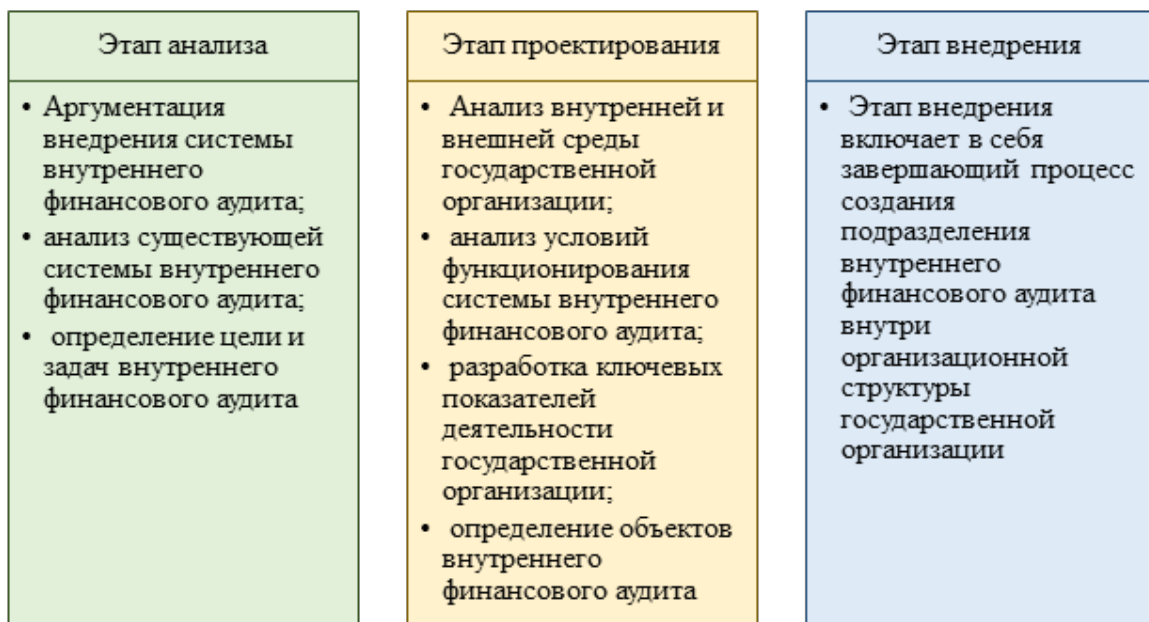 Этап анализа
• Аргументация
внедрения системы
внутреннего
финансового аудита;
• анализ существующей
системы внутреннего
финансового аудита;
• определение цели и
задач внутреннего
финансового аудита
Этап проектирования
• Анализ внутренней и
внешней среды
государственной
организации;
• анализ условий
функционирования
системы внутреннего
финансового аудита;
• разработка ключевых
показателей
деятельности
государственной
организации;
• определение объектов
внутреннего
финансового аудита
Этап внедрения
• Этап внедрения
включает в себя
завершающий процесс
создания
подразделения
внутреннего
финансового аудита
внутри
организационной
структуры
государственной
организации